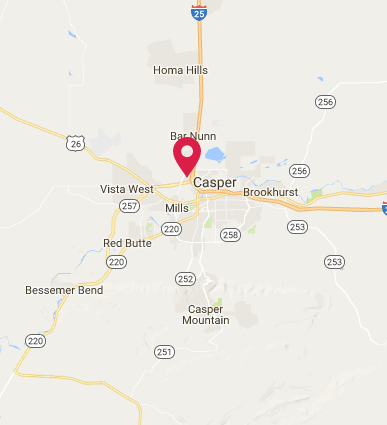 25
Homa Hills
256
Bar Nunn
26
256
Casper
Vista West
Brookhurst
257
Mills
253
220
258
Red Butte
220
253
252
Bessemer Bend
Casper
Mountain
220
251